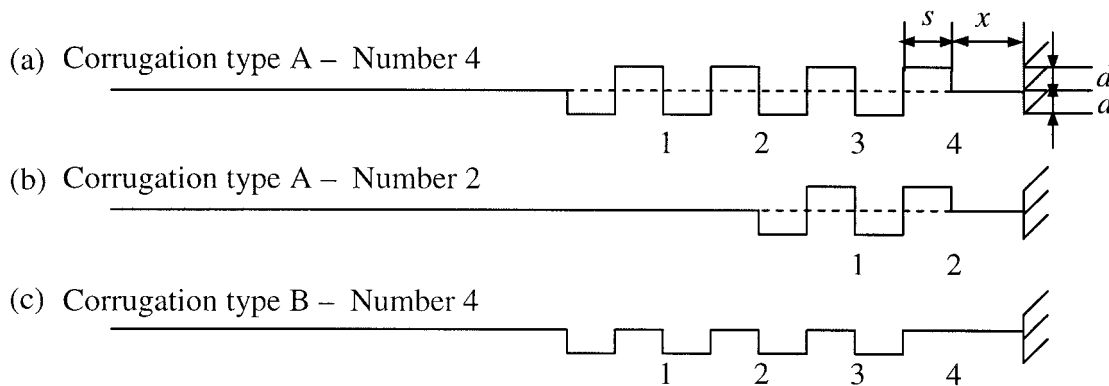 s x
(a) Corrugation type A – Number 4
d
d
1 2 3 4
(b) Corrugation type A – Number 2
1 2
(c) Corrugation type B – Number 4
1 2 3 4